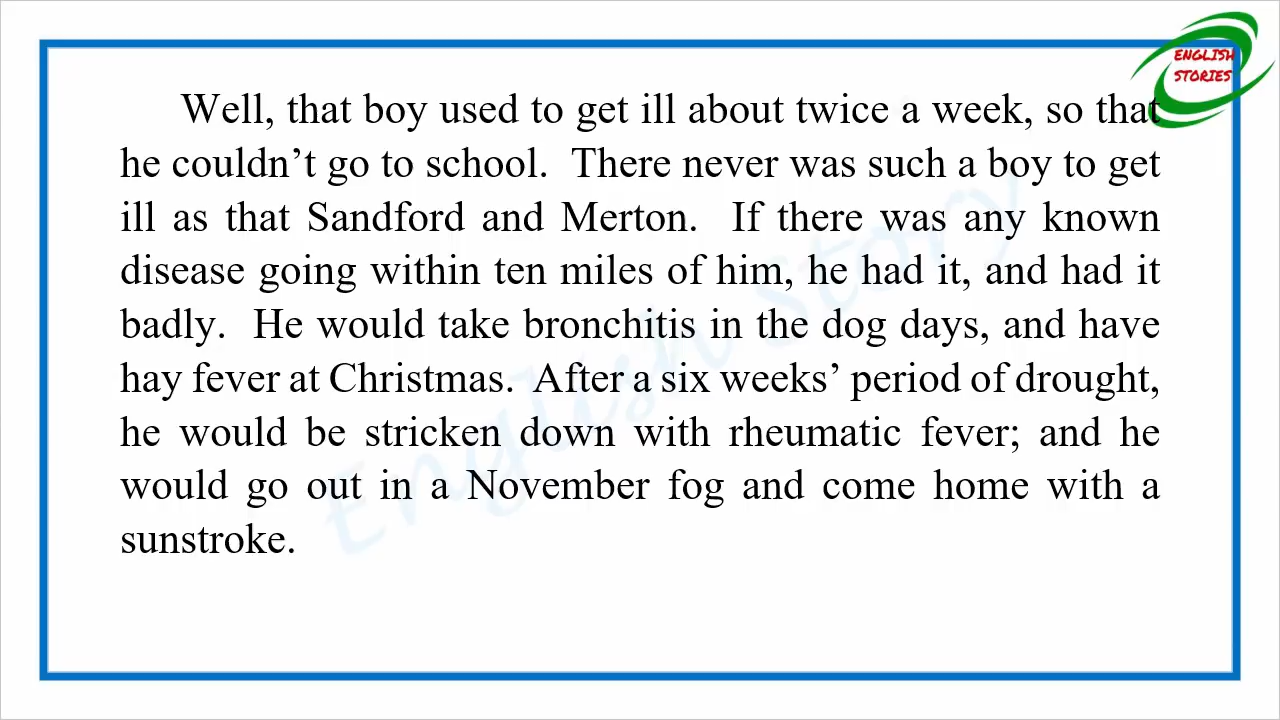 ENGLISH
STORIES
Well, that boy used to get ill about twice a week, so that
he couldn’t go to school.  There never was such a boy to get
ill as that Sandford and Merton.  If there was any known
disease going within ten miles of him, he had it, and had it
badly.  He would take bronchitis in the dog days, and have
hay fever at Christmas.  After a six weeks’ period of drought,
he would be stricken down with rheumatic fever; and he
would go out in a November fog and come home with a
sunstroke.
English Story